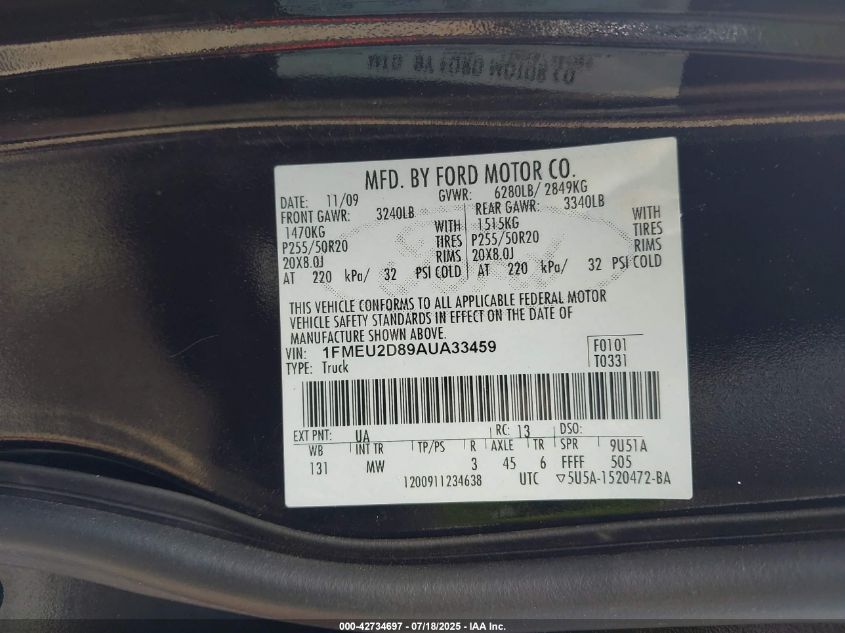 MFD. BY FORD MOTOR CO
MFD. BY FORD MOTOR CO.
DATE: 11/09 GVWR: 6280LB/ 2849KG
FRONT GAWR: 3240LB REAR GAWR: 3340LB
1470KG WITH 1515KG WITH
P255/50R20 TIRES P255/50R20 TIRES
20X8.0J RIMS 20X8.0J RIMS
AT 220 kPa/ 32 PSI COLD AT 220 kPa/ 32 PSI COLD
THIS VEHICLE CONFORMS TO ALL APPLICABLE FEDERAL MOTOR
VEHICLE SAFETY STANDARDS IN EFFECT ON THE DATE OF
MANUFACTURE SHOWN ABOVE.
VIN: 1FMEU2D89AUA33459 F0101
TYPE: Truck T0331
EXT PNT: UA RC: 13 DSO:
WB INT TR TP/PS R AXLE TR SPR 9U51A
131 MW 3 45 6 FFFF 505
1200911234638 UTC ▽5U5A-1520472-BA
000-42734697 - 07/18/2025 - IAA Inc.